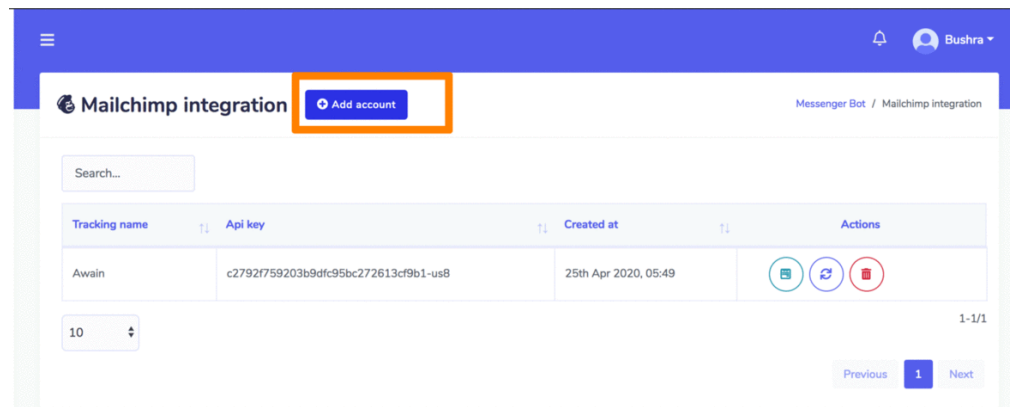 Bushra
Mailchimp integration Add account Messenger Bot / Mailchimp integration
Search...
Tracking name Api key Created at Actions
Awain c2792f759203b9dfc95bc272613cf9b1-us8 25th Apr 2020, 05:49
10 1-1/1
Previous 1 Next